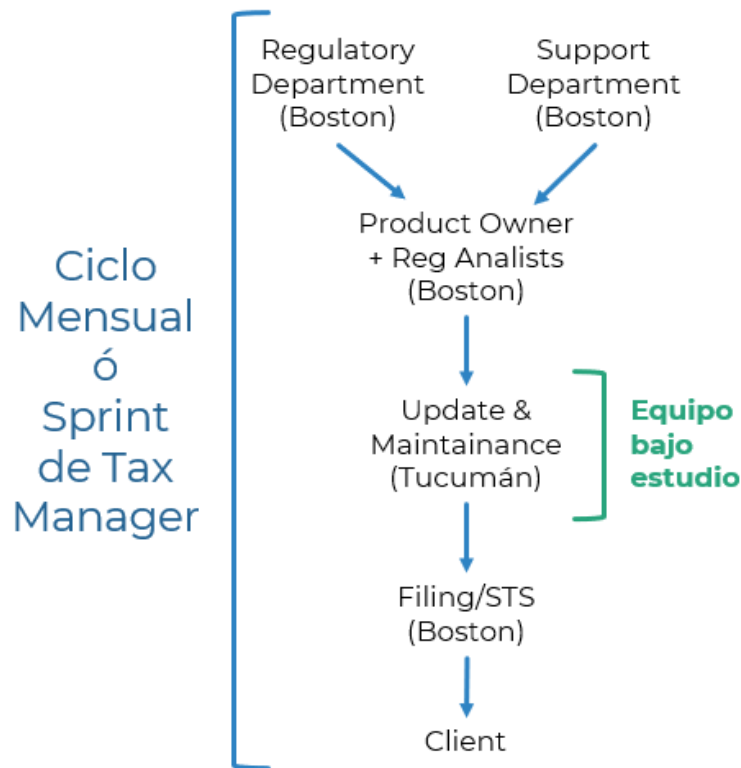 Regulatory
Department
(Boston)
Support
Department
(Boston)
Product Owner
+ Reg Analists
(Boston)
Ciclo
Mensual
ó
Sprint
de Tax
Manager
Update &
Maintainance
(Tucumán)
Equipo
bajo
estudio
Filing/STS
(Boston)
Client